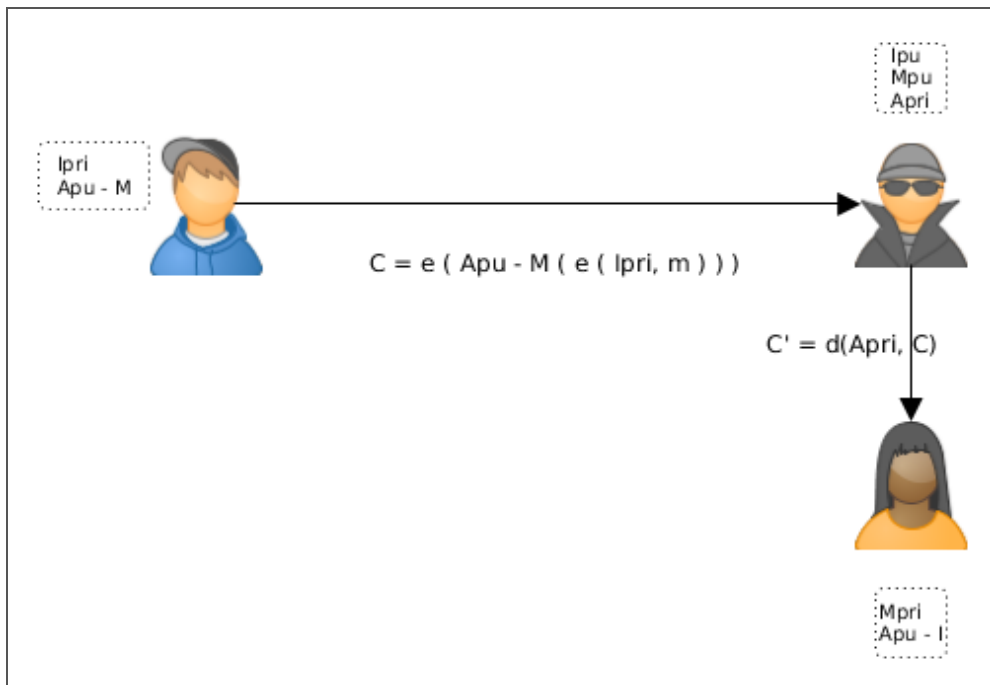 Ipu
Mpu
Apri
Ipri
Apu - M
C = e ( Apu - M ( e ( Ipri, m ) ) )
C' = d(Apri, C)
Mpri
Apu - I